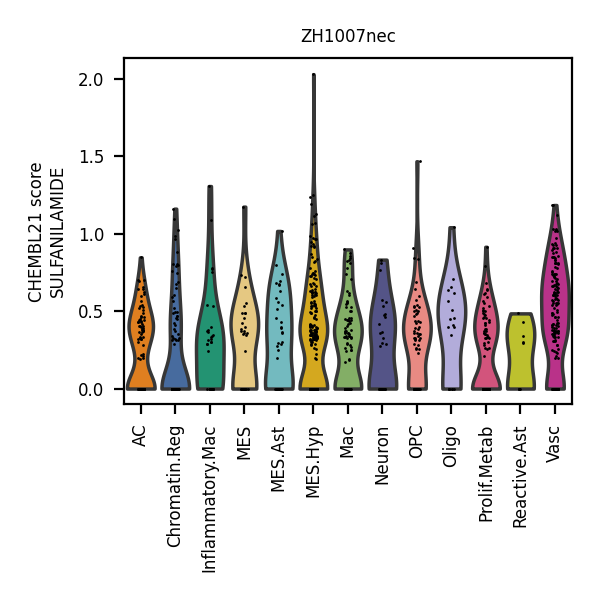 ZH1007nec
CHEMBL21 score
SULFANILAMIDE
2.0
1.5
1.0
0.5
0.0
AC
Chromatin.Reg
Inflammatory.Mac
MES
MES.Ast
MES.Hyp
Mac
Neuron
OPC
Oligo
Prolif.Metab
Reactive.Ast
Vasc